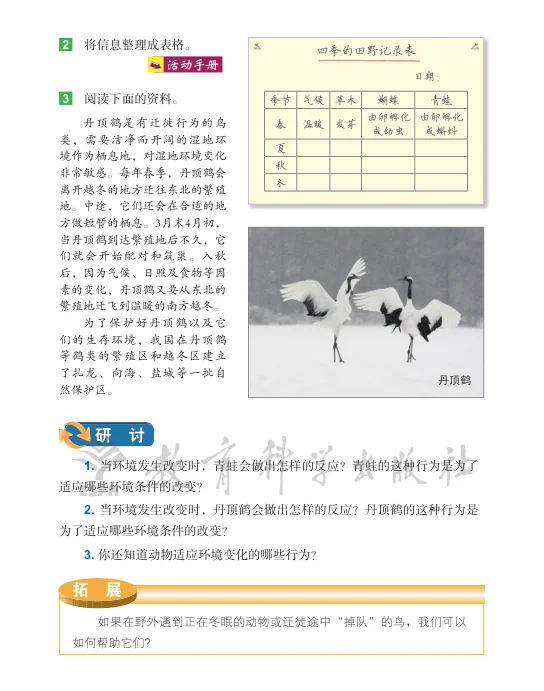 2 将信息整理成表格。
活动手册
3 阅读下面的资料。
丹顶鹤是有迁徙行为的鸟
类，需要洁净而开阔的湿地环
境作为栖息地，对湿地环境变化
非常敏感。每年春季，丹顶鹤会
离开越冬的地方迁往东北的繁殖
地。中途，它们还会在合适的地
方做短暂的栖息。3月末4月初，
当丹顶鹤到达繁殖地后不久，它
们就会开始配对和筑巢。入秋
后，因为气候、日照及食物等因
素的变化，丹顶鹤又要从东北的
繁殖地迁飞到温暖的南方越冬。
为了保护好丹顶鹤以及它
们的生存环境，我国在丹顶鹤
等鹤类的繁殖区和越冬区建立
了扎龙、向海、盐城等一批自
然保护区。
四季的田野记录表
日期：
季节 气候 草木 蝴蝶 青蛙
春 温暖 发芽 由卵孵化 由卵孵化
成幼虫 成蝌蚪
夏
秋
冬
丹顶鹤
研 讨
1. 当环境发生改变时，青蛙会做出怎样的反应？青蛙的这种行为是为了
适应哪些环境条件的改变？
2. 当环境发生改变时，丹顶鹤会做出怎样的反应？丹顶鹤的这种行为是
为了适应哪些环境条件的改变？
3. 你还知道动物适应环境变化的哪些行为？
教育科学出版社
拓 展
如果在野外遇到正在冬眠的动物或迁徙途中“掉队”的鸟，我们可以
如何帮助它们？